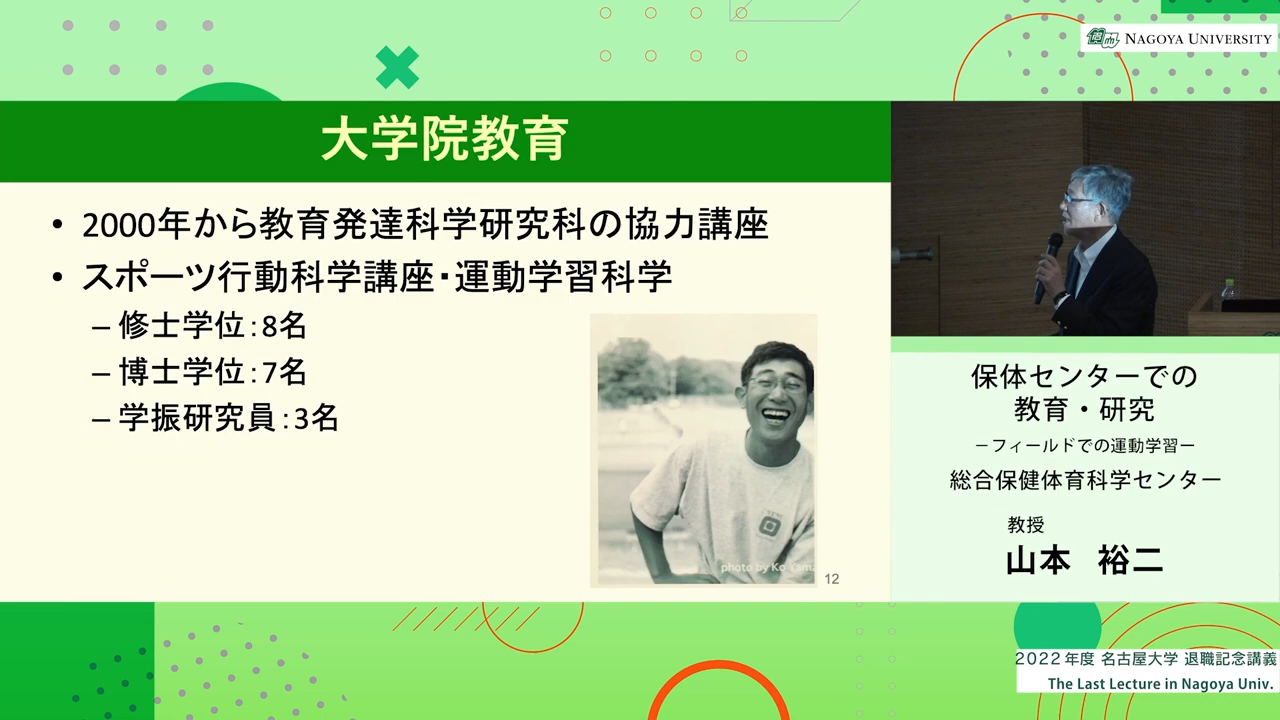 NAGOYA UNIVERSITY
大学院教育
• 2000年から教育発達科学研究科の協力講座
• スポーツ行動科学講座・運動学習科学
– 修士学位：8名
– 博士学位：7名
– 学振研究員：3名
photo by Ko Yama
12
保体センターでの
教育・研究
－フィールドでの運動学習－
総合保健体育科学センター
教授
山本 裕二
2022年度 名古屋大学 退職記念講義
The Last Lecture in Nagoya Univ.